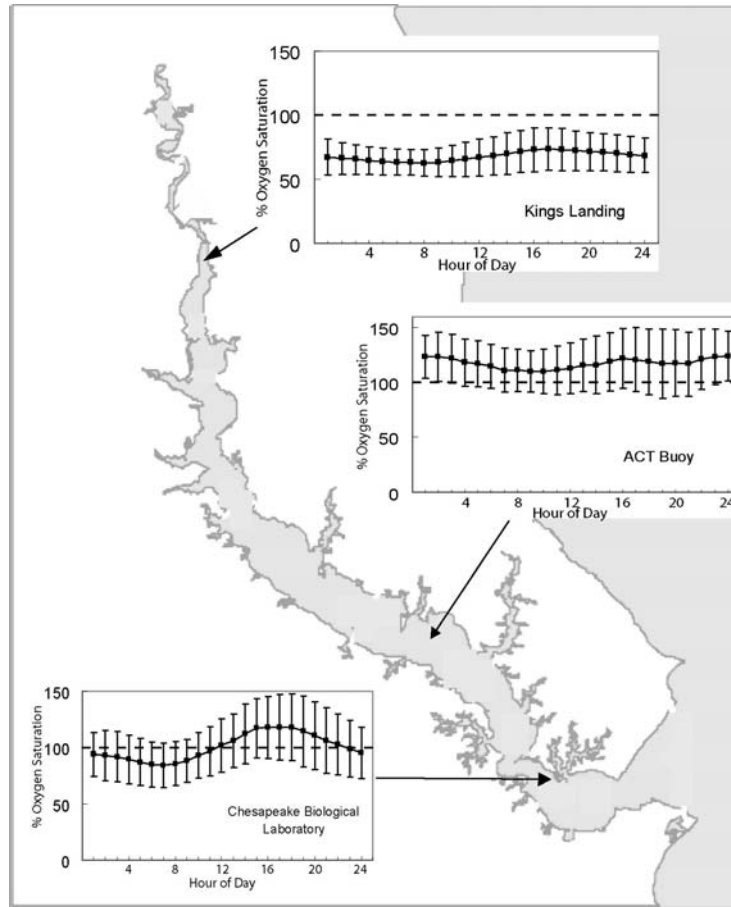 150
100
50
0
% Oxygen Saturation
Kings Landing
4 8 12 16 20 24
Hour of Day
150
100
50
0
% Oxygen Saturation
ACT Buoy
4 8 12 16 20 24
Hour of Day
150
100
50
0
% Oxygen Saturation
Chesapeake Biological
Laboratory
4 8 12 16 20 24
Hour of Day